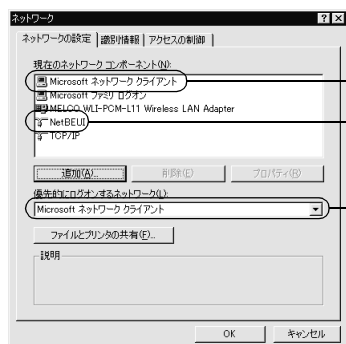 ネットワーク
ネットワークの設定 識別情報 アクセスの制御
現在のネットワーク コンポーネント(N):
Microsoft ネットワーク クライアント
Microsoft ファミリ ログオン
MELCO WLI-PCM-L11 Wireless LAN Adapter
NetBEUI
TCP/IP
追加(A)... 削除(E) プロパティ(R)
優先的にログオンするネットワーク(L):
Microsoft ネットワーク クライアント
ファイルとプリンタの共有(F)...
説明
OK キャンセル